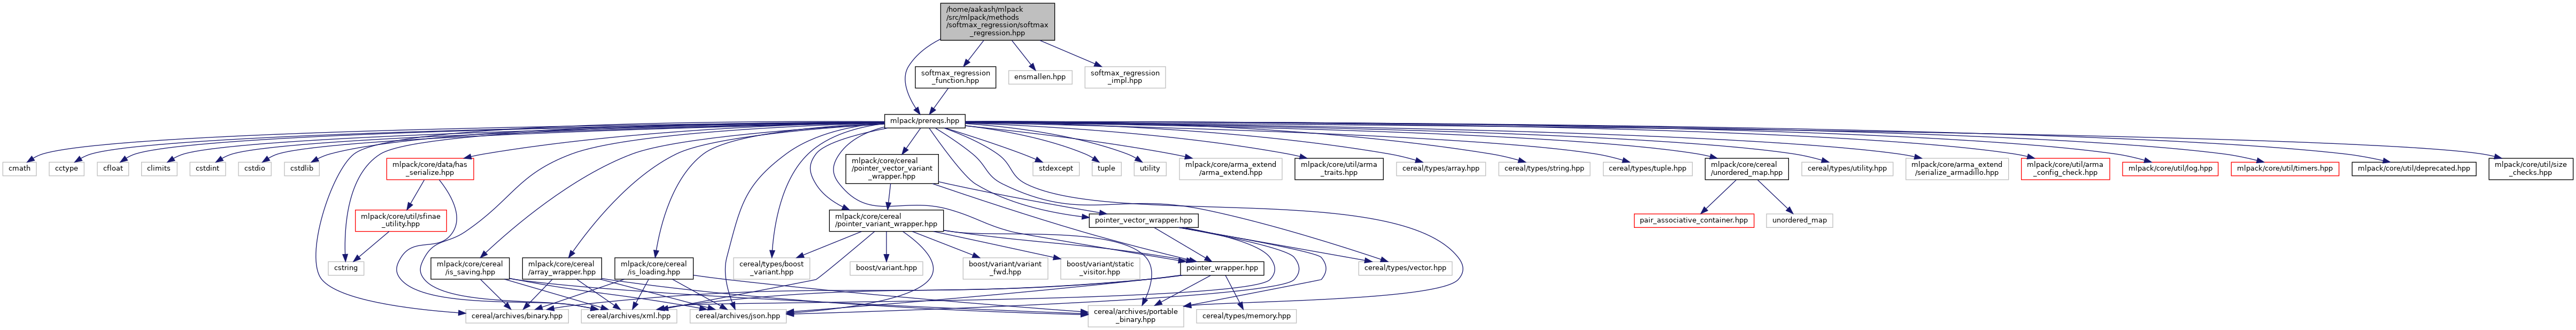 /home/aakash/mlpack
/src/mlpack/methods
/softmax_regression/softmax
_regression.hpp
softmax_regression
_function.hpp
ensmallen.hpp
softmax_regression
_impl.hpp
mlpack/prereqs.hpp
cmath
cctype
cfloat
climits
cstdint
cstdio
cstdlib
mlpack/core/data/has
_serialize.hpp
mlpack/core/cereal
/pointer_vector_variant
_wrapper.hpp
stdexcept
tuple
utility
mlpack/core/arma_extend
/arma_extend.hpp
mlpack/core/util/arma
_traits.hpp
cereal/types/array.hpp
cereal/types/string.hpp
cereal/types/tuple.hpp
mlpack/core/cereal
/unordered_map.hpp
cereal/types/utility.hpp
mlpack/core/arma_extend
/serialize_armadillo.hpp
mlpack/core/util/arma
_config_check.hpp
mlpack/core/util/log.hpp
mlpack/core/util/timers.hpp
mlpack/core/util/deprecated.hpp
mlpack/core/util/size
_checks.hpp
mlpack/core/util/sfinae
_utility.hpp
mlpack/core/cereal
/pointer_variant_wrapper.hpp
pointer_vector_wrapper.hpp
pair_associative_container.hpp
unordered_map
cstring
mlpack/core/cereal
/is_saving.hpp
mlpack/core/cereal
/array_wrapper.hpp
mlpack/core/cereal
/is_loading.hpp
cereal/types/boost
_variant.hpp
boost/variant.hpp
boost/variant/variant
_fwd.hpp
boost/variant/static
_visitor.hpp
pointer_wrapper.hpp
cereal/types/vector.hpp
cereal/archives/binary.hpp
cereal/archives/xml.hpp
cereal/archives/json.hpp
cereal/archives/portable
_binary.hpp
cereal/types/memory.hpp